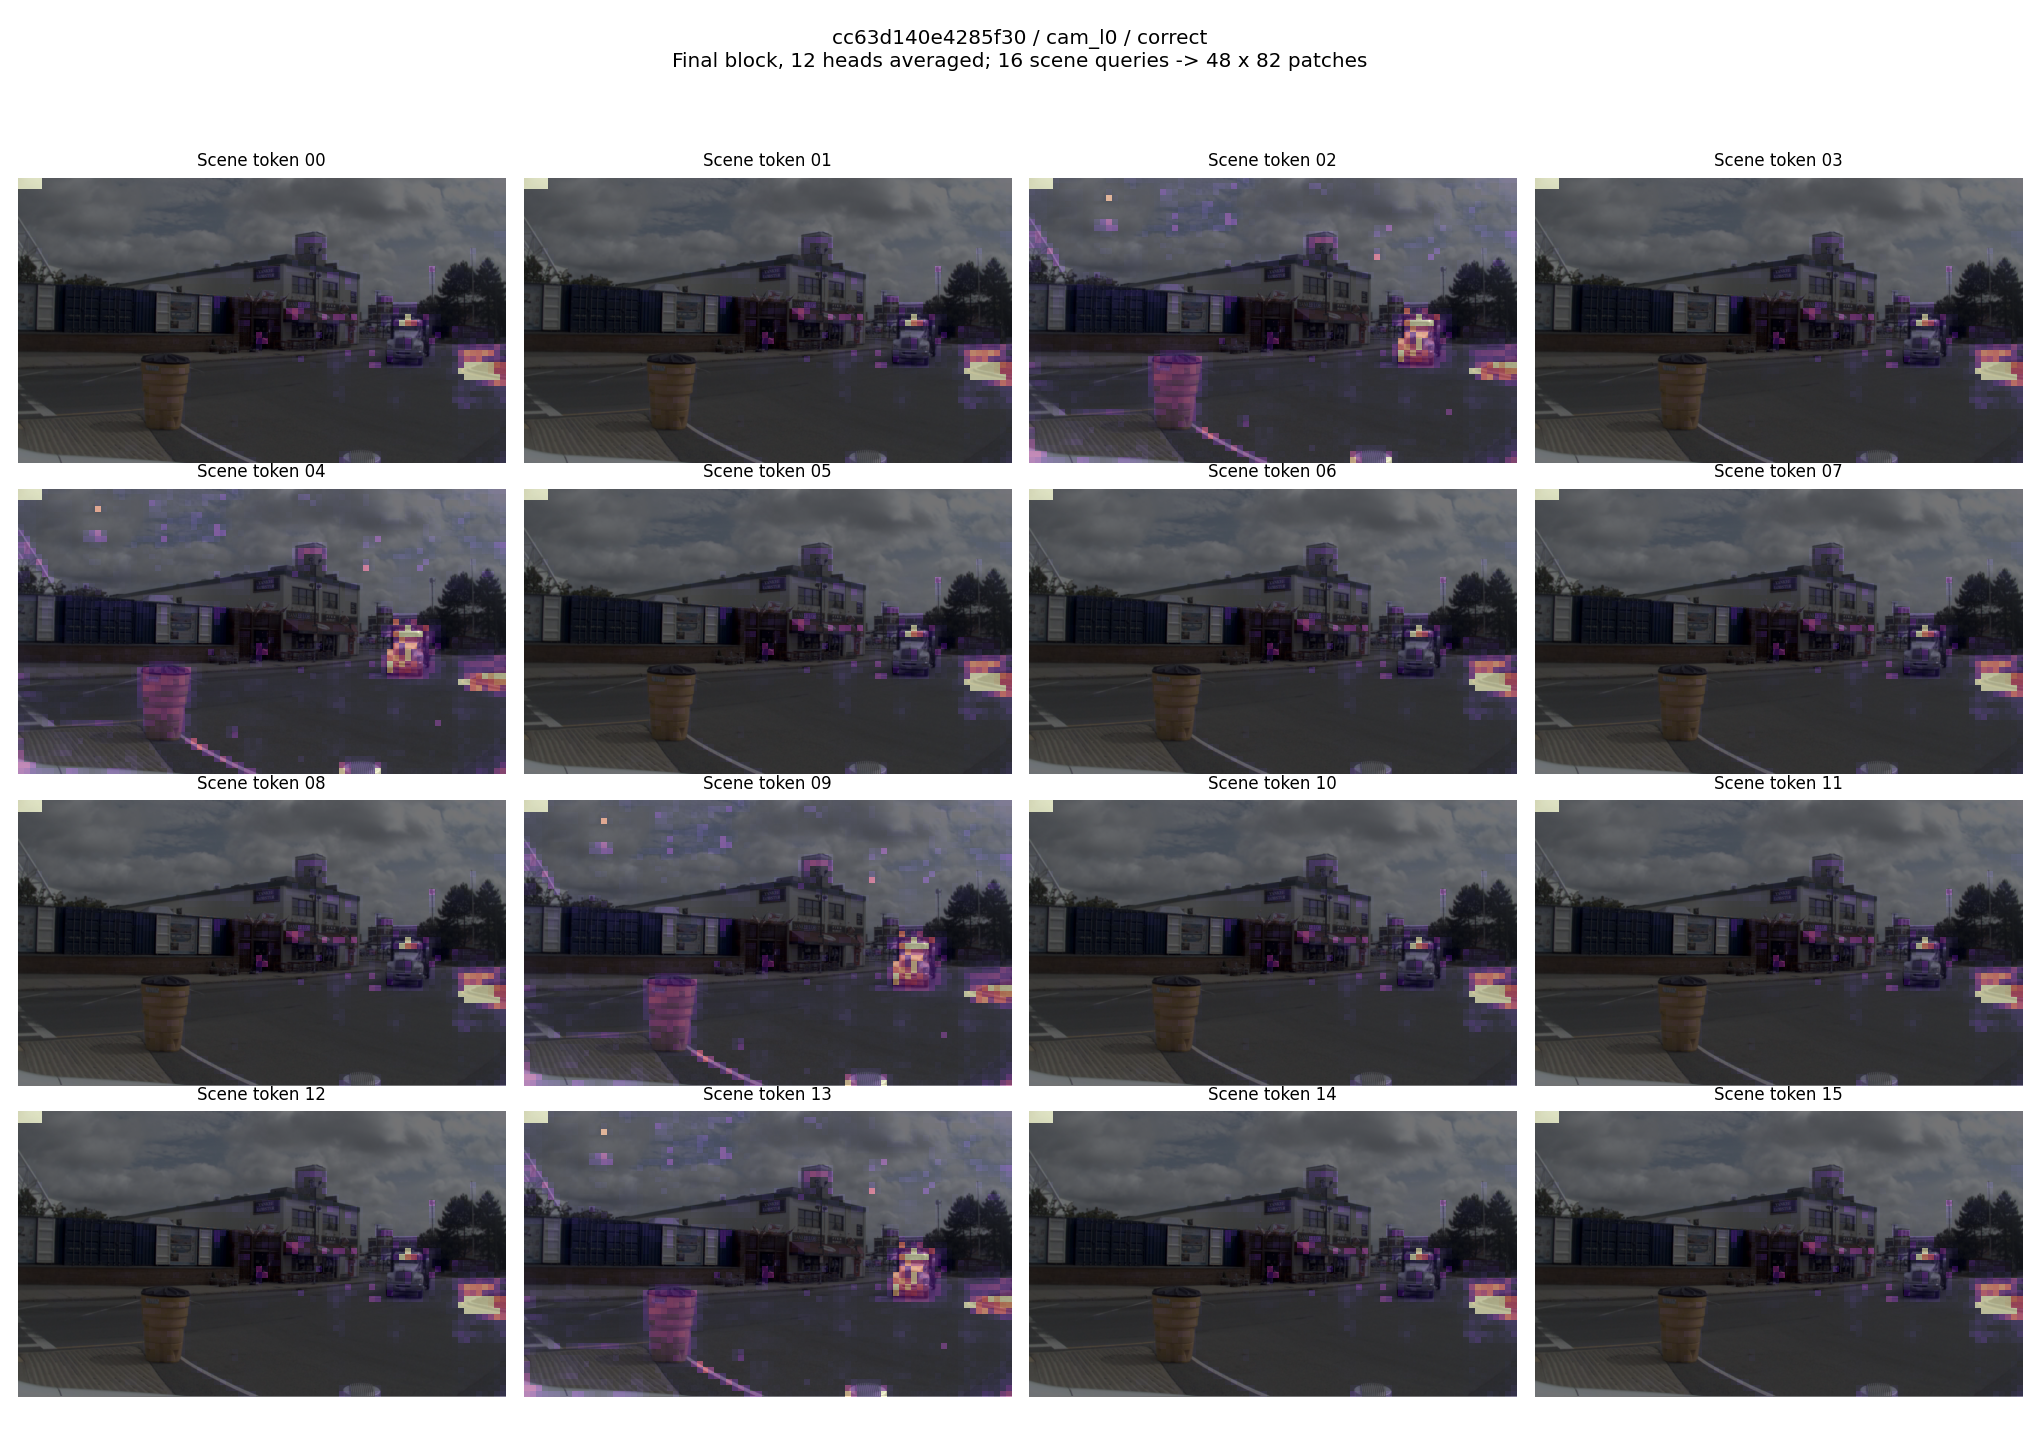 cc63d140e4285f30 / cam_l0 / correct
Final block, 12 heads averaged; 16 scene queries -> 48 x 82 patches
Scene token 00
Scene token 01
Scene token 02
Scene token 03
Scene token 04
Scene token 05
Scene token 06
Scene token 07
Scene token 08
Scene token 09
Scene token 10
Scene token 11
Scene token 12
Scene token 13
Scene token 14
Scene token 15